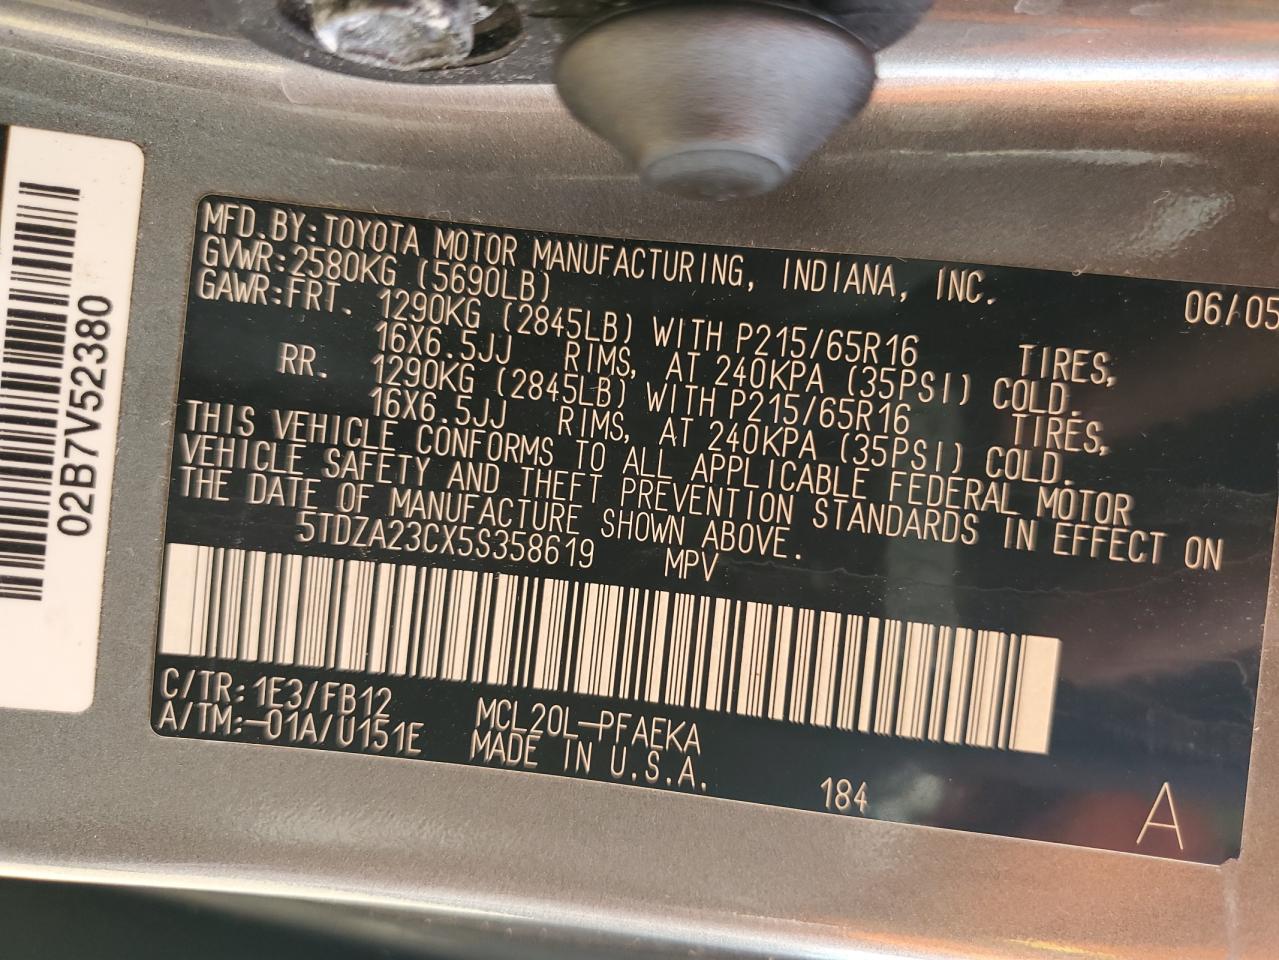 MFD.BY:TOYOTA MOTOR MANUFACTURING, INDIANA, INC. 06/05
GVWR:2580KG (5690LB)
GAWR:FRT. 1290KG (2845LB) WITH P215/65R16 TIRES,
16X6.5JJ RIMS, AT 240KPA (35PSI) COLD.
RR. 1290KG (2845LB) WITH P215/65R16 TIRES,
16X6.5JJ RIMS, AT 240KPA (35PSI) COLD.
THIS VEHICLE CONFORMS TO ALL APPLICABLE FEDERAL MOTOR
VEHICLE SAFETY AND THEFT PREVENTION STANDARDS IN EFFECT ON
THE DATE OF MANUFACTURE SHOWN ABOVE.
5TDZA23CX5S358619 MPV
C/TR:1E3/FB12 MCL20L-PFAEKA
A/TM:-01A/U151E MADE IN U.S.A. 184 A
02B7V52380